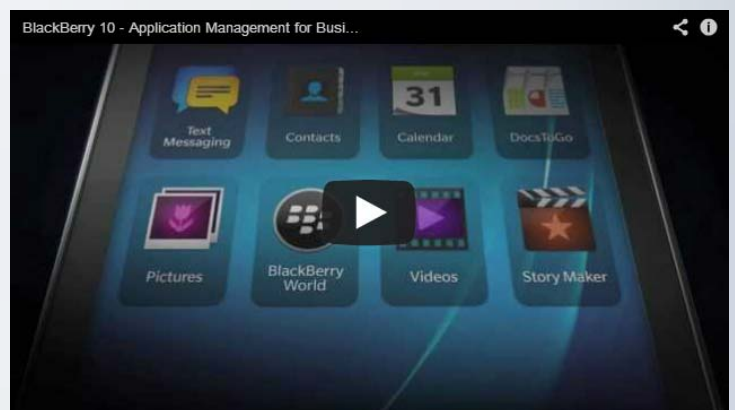 BlackBerry 10 - Application Management for Busi...
31
Text
Messaging
Contacts
Calendar
DocsToGo
Pictures
BlackBerry
World
Videos
Story Maker